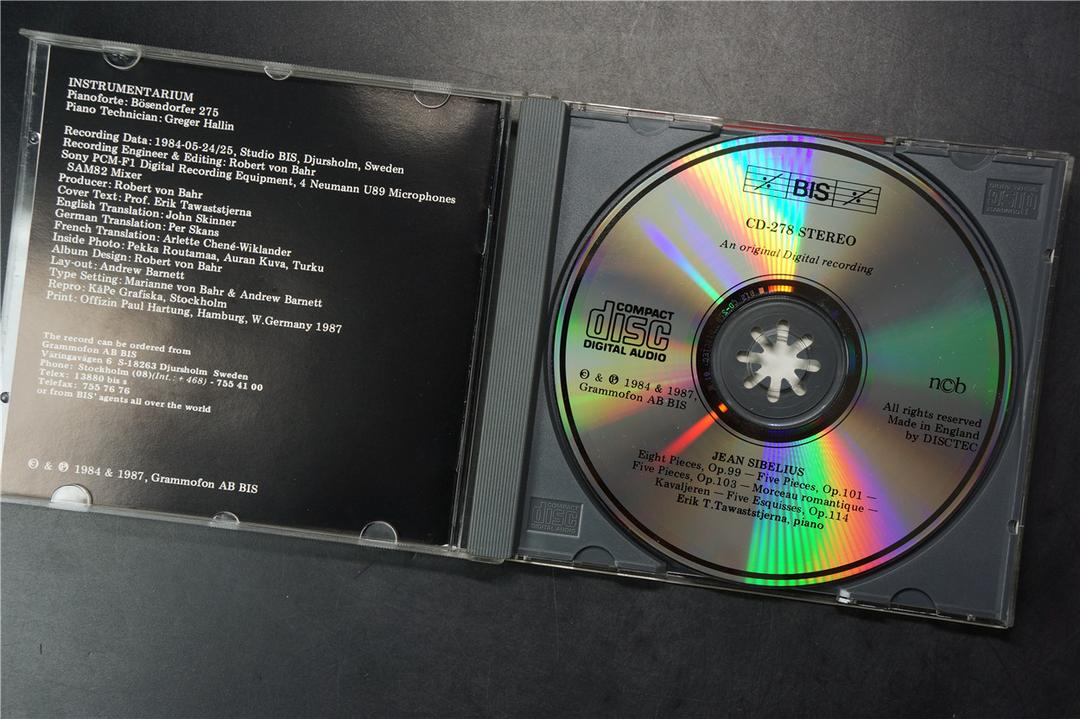 INSTRUMENTARIUM
Pianoforte: Bösendorfer 275
Piano Technician: Greger Hallin
Recording Data: 1984-05-24/25, Studio BIS, Djursholm, Sweden
Recording Engineer & Editing: Robert von Bahr
Sony PCM-F1 Digital Recording Equipment, 4 Neumann U89 Microphones
SAM82 Mixer
Producer: Robert von Bahr
Cover Text: Prof. Erik Tawaststjerna
English Translation: John Skinner
German Translation: Per Skans
French Translation: Arlette Chené-Wiklander
Inside Photo: Pekka Routamaa, Auran Kuva, Turku
Album Design: Robert von Bahr
Lay-out: Andrew Barnett
Type Setting: Marianne von Bahr & Andrew Barnett
Repro: KåPe Grafiska, Stockholm
Print: Offizin Paul Hartung, Hamburg, W.Germany 1987
The record can be ordered from
Grammofon AB BIS
Väringavägen 6 S-18263 Djursholm Sweden
Phone: Stockholm (08)(Int.: +468) - 755 41 00
Telex: 13880 bis s
Telefax: 755 76 76
or from BIS' agents all over the world
© & ℗ 1984 & 1987, Grammofon AB BIS
BIS
CD-278 STEREO
An original Digital recording
COMPACT
disc
DIGITAL AUDIO
© & ℗ 1984 & 1987,
Grammofon AB BIS
n©b
All rights reserved
Made in England
by DISCTEC
JEAN SIBELIUS
Eight Pieces, Op.99 — Five Pieces, Op.101 —
Five Pieces, Op.103 — Morceau romantique —
Kavaljeren — Five Esquisses, Op.114
Erik T.Tawaststjerna, piano
COMPACT
disc
DIGITAL AUDIO